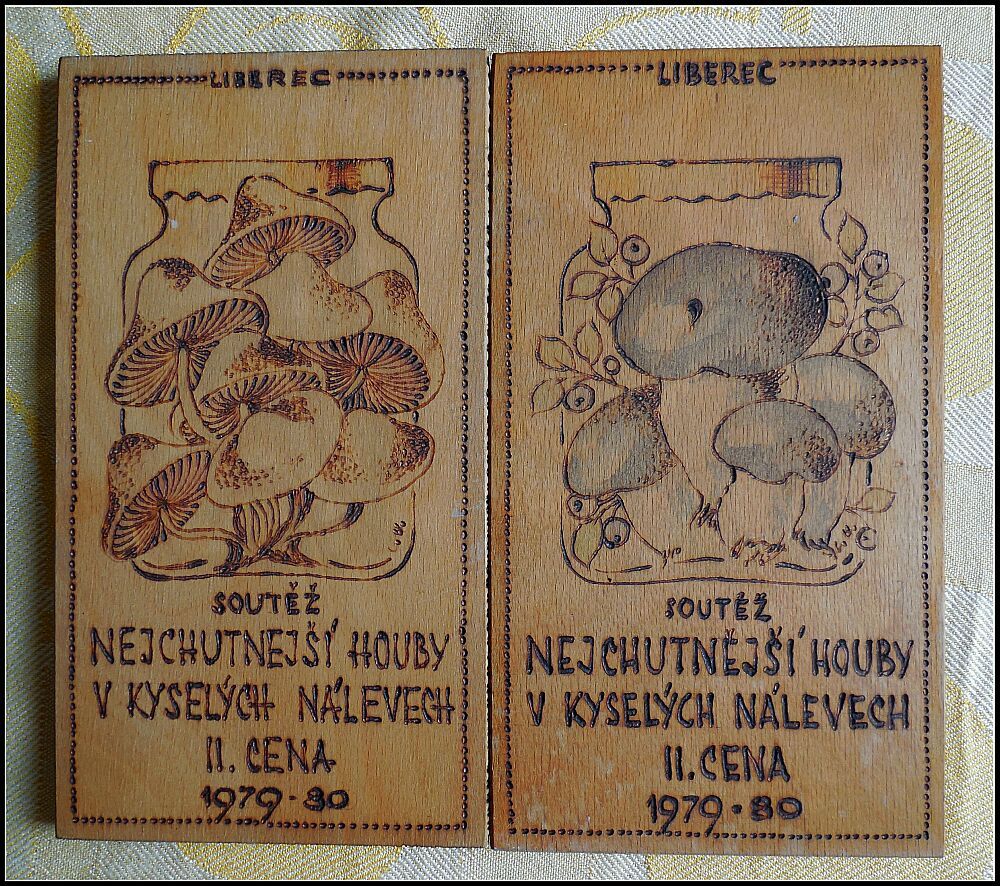 LIBEREC
SOUTĚŽ
NEJCHUTNEJŠÍ HOUBY
V KYSELÝCH NÁLEVECH
II. CENA
1979-80
LIBEREC
SOUTĚŽ
NEJCHUTNĚJŠÍ HOUBY
V KYSELÝCH NÁLEVECH
II. CENA
1979-80